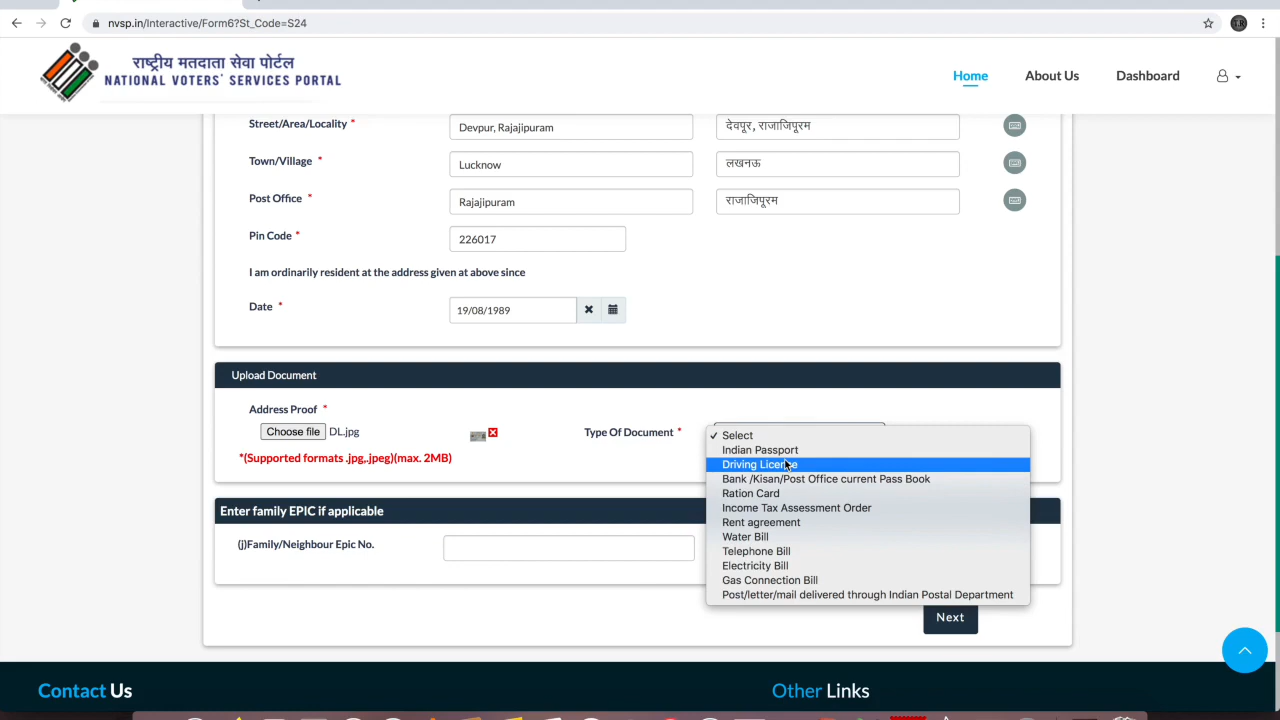 nvsp.in/Interactive/Form6?St_Code=S24
राष्ट्रीय मतदाता सेवा पोर्टल
NATIONAL VOTERS' SERVICES PORTAL
Home About Us Dashboard
Street/Area/Locality * Devpur, Rajajipuram देवपूर, राजाजिपूरम
Town/Village * Lucknow लखनऊ
Post Office * Rajajipuram राजाजिपूरम
Pin Code * 226017
I am ordinarily resident at the address given at above since
Date * 19/08/1989
Upload Document
Address Proof *
Choose file DL.jpg Type Of Document *
*(Supported formats .jpg,.jpeg)(max. 2MB)
✓ Select
Indian Passport
Driving License
Bank /Kisan/Post Office current Pass Book
Ration Card
Income Tax Assessment Order
Rent agreement
Water Bill
Telephone Bill
Electricity Bill
Gas Connection Bill
Post/letter/mail delivered through Indian Postal Department
Enter family EPIC if applicable
(j)Family/Neighbour Epic No.
Next
Contact Us Other Links